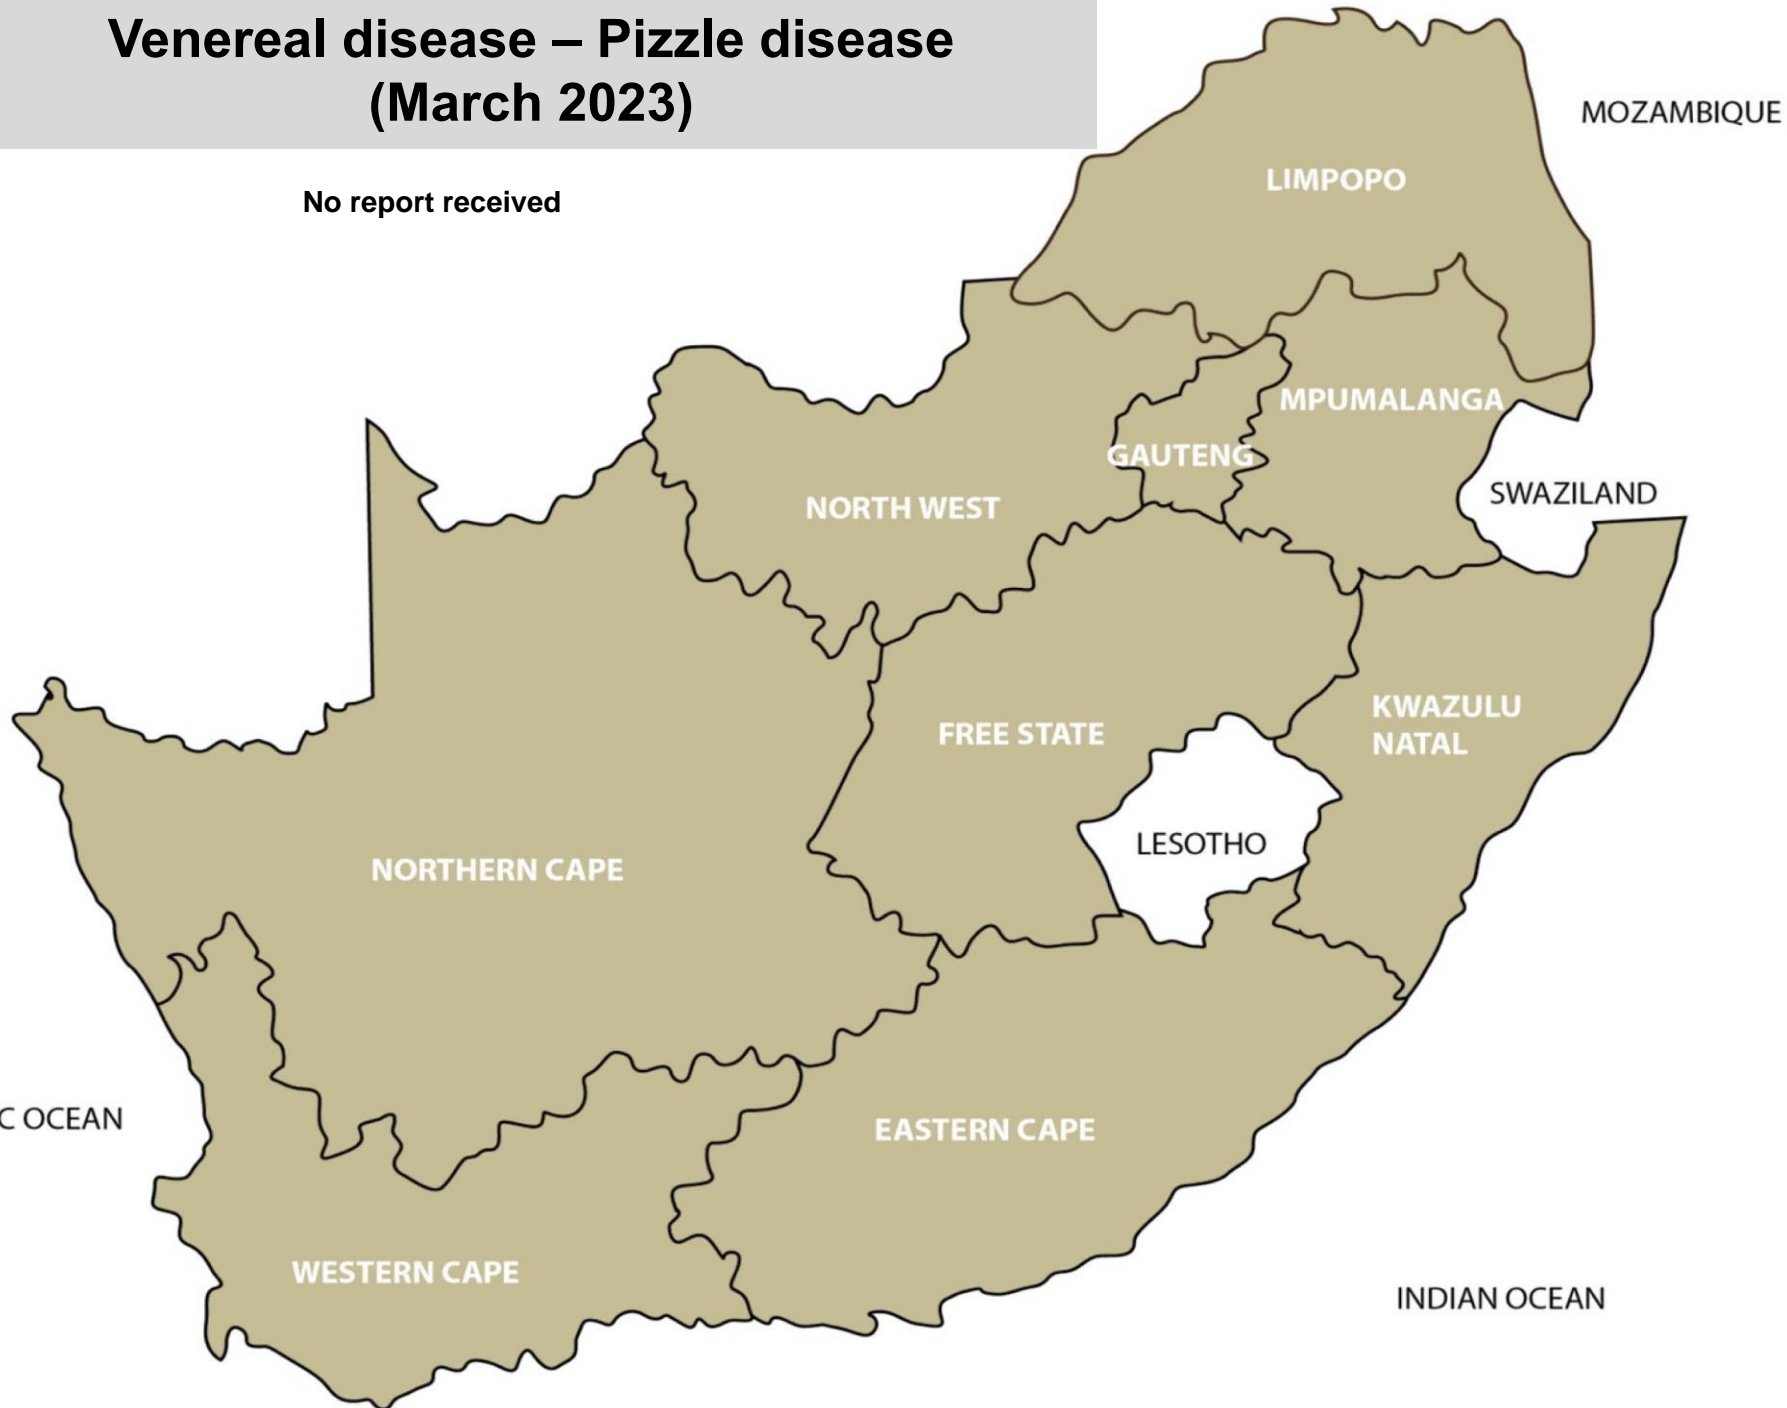 Venereal disease – Pizzle disease
(March 2023)
No report received
MOZAMBIQUE
LIMPOPO
MPUMALANGA
GAUTENG
SWAZILAND
NORTH WEST
KWAZULU
NATAL
FREE STATE
LESOTHO
NORTHERN CAPE
C OCEAN
EASTERN CAPE
WESTERN CAPE
INDIAN OCEAN